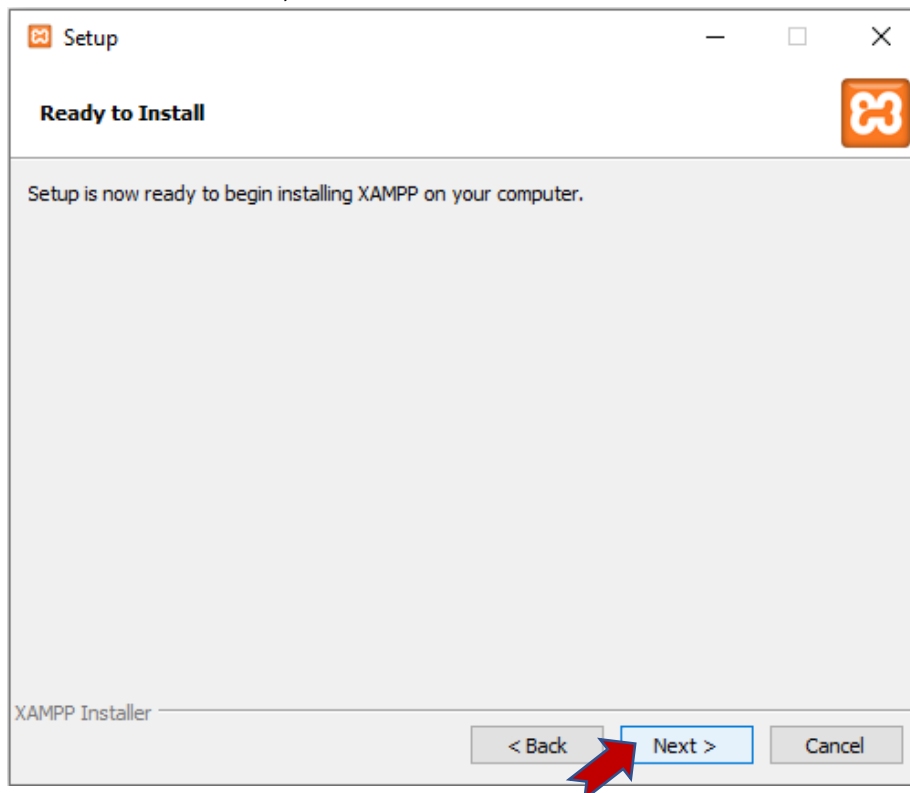 Setup
Ready to Install
Setup is now ready to begin installing XAMPP on your computer.
XAMPP Installer
< Back
Next >
Cancel